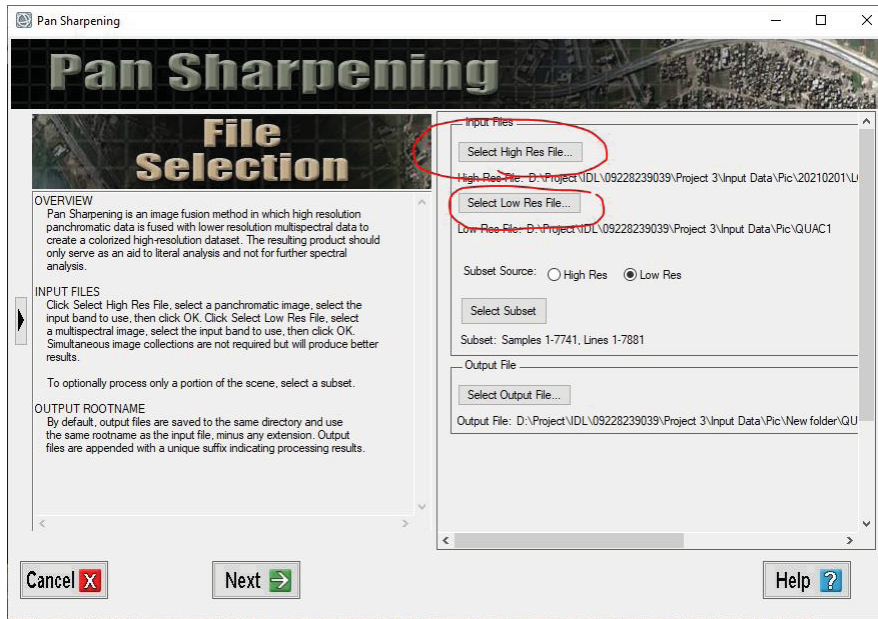 Pan Sharpening
Pan Sharpening
File
Selection
OVERVIEW
Pan Sharpening is an image fusion method in which high resolution
panchromatic data is fused with lower resolution multispectral data to
create a colorized high-resolution dataset. The resulting product should
only serve as an aid to literal analysis and not for further spectral
analysis.
INPUT FILES
Click Select High Res File, select a panchromatic image, select the
input band to use, then click OK. Click Select Low Res File, select
a multispectral image, select the input band to use, then click OK.
Simultaneous image collections are not required but will produce better
results.
To optionally process only a portion of the scene, select a subset.
OUTPUT ROOTNAME
By default, output files are saved to the same directory and use
the same rootname as the input file, minus any extension. Output
files are appended with a unique suffix indicating processing results.
Input Files
Select High Res File...
High Res File: D:\Project\IDL\09228239039\Project 3\Input Data\Pic\20210201\L
Select Low Res File...
Low Res File: D:\Project\IDL\09228239039\Project 3\Input Data\Pic\QUAC1
Subset Source: High Res Low Res
Select Subset
Subset: Samples 1-7741, Lines 1-7881
Output File
Select Output File...
Output File: D:\Project\IDL\09228239039\Project 3\Input Data\Pic\New folder\QU
Cancel X
Next
Help ?